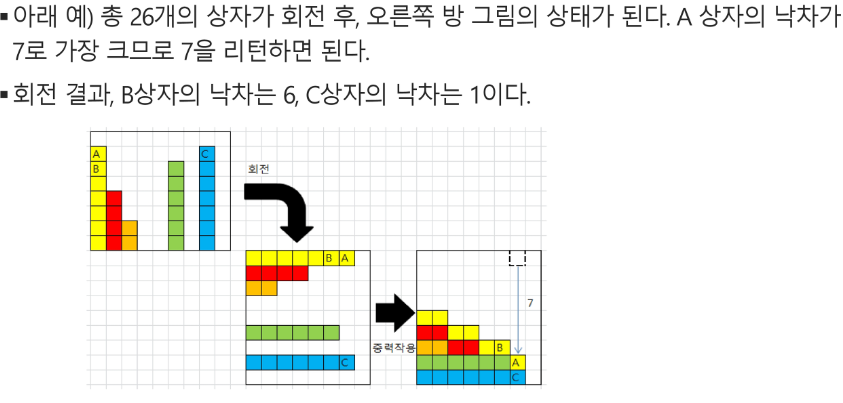 ▪아래 예) 총 26개의 상자가 회전 후, 오른쪽 방 그림의 상태가 된다. A 상자의 낙차가
7로 가장 크므로 7을 리턴하면 된다.
▪회전 결과, B상자의 낙차는 6, C상자의 낙차는 1이다.
A
C
B
회전
B A
7
중력작용
B
C
A
C